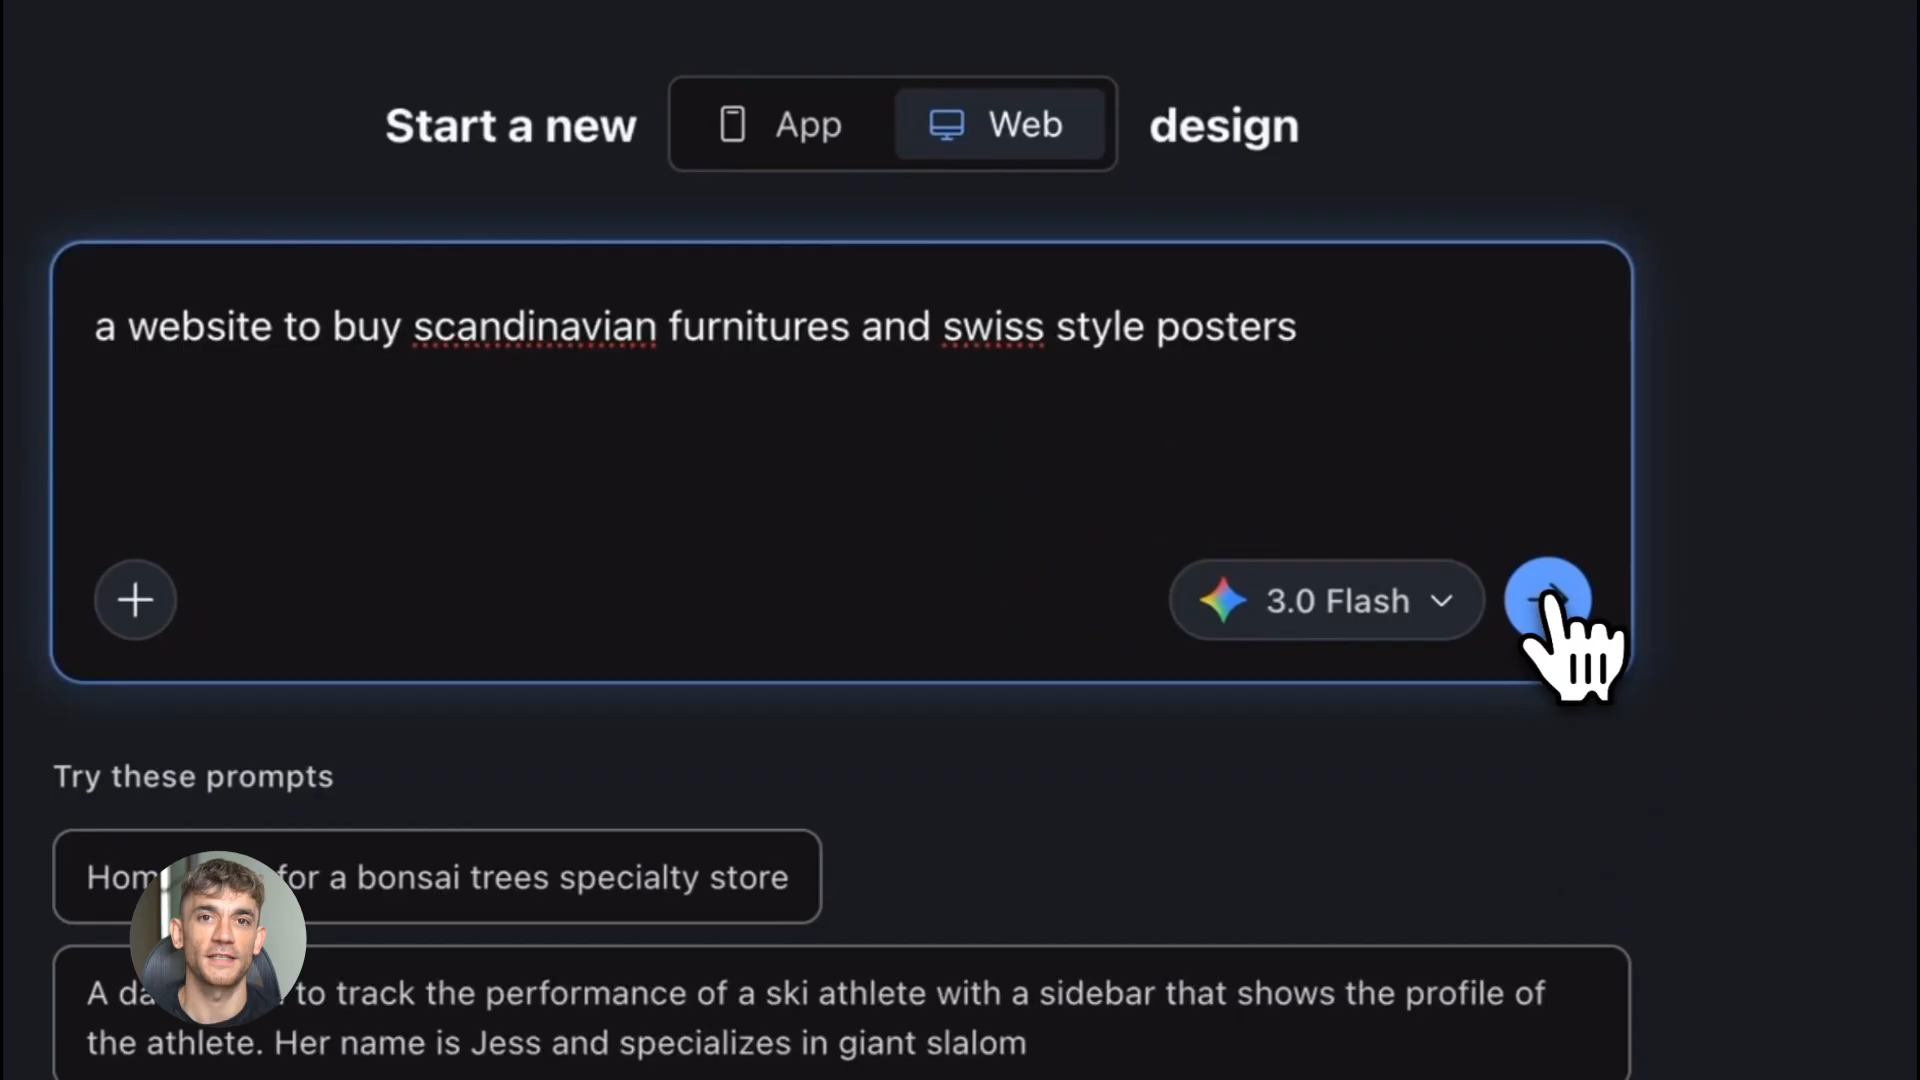 Start a new App Web design
a website to buy scandinavian furnitures and swiss style posters
3.0 Flash
Try these prompts
for a bonsai trees specialty store
A to track the performance of a ski athlete with a sidebar that shows the profile of
the athlete. Her name is Jess and specializes in giant slalom